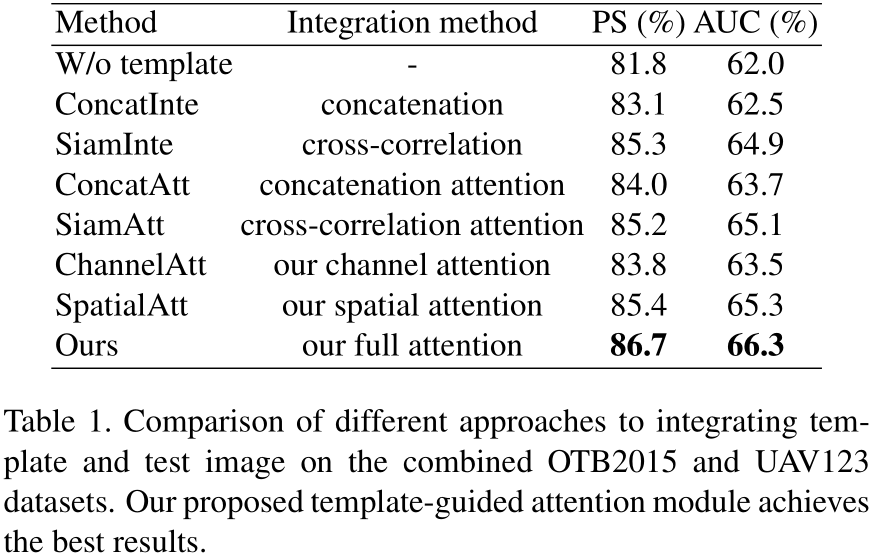 Method Integration method PS (%) AUC (%)
W/o template - 81.8 62.0
ConcatInte concatenation 83.1 62.5
SiamInte cross-correlation 85.3 64.9
ConcatAtt concatenation attention 84.0 63.7
SiamAtt cross-correlation attention 85.2 65.1
ChannelAtt our channel attention 83.8 63.5
SpatialAtt our spatial attention 85.4 65.3
Ours our full attention 86.7 66.3
Table 1. Comparison of different approaches to integrating tem-
plate and test image on the combined OTB2015 and UAV123
datasets. Our proposed template-guided attention module achieves
the best results.